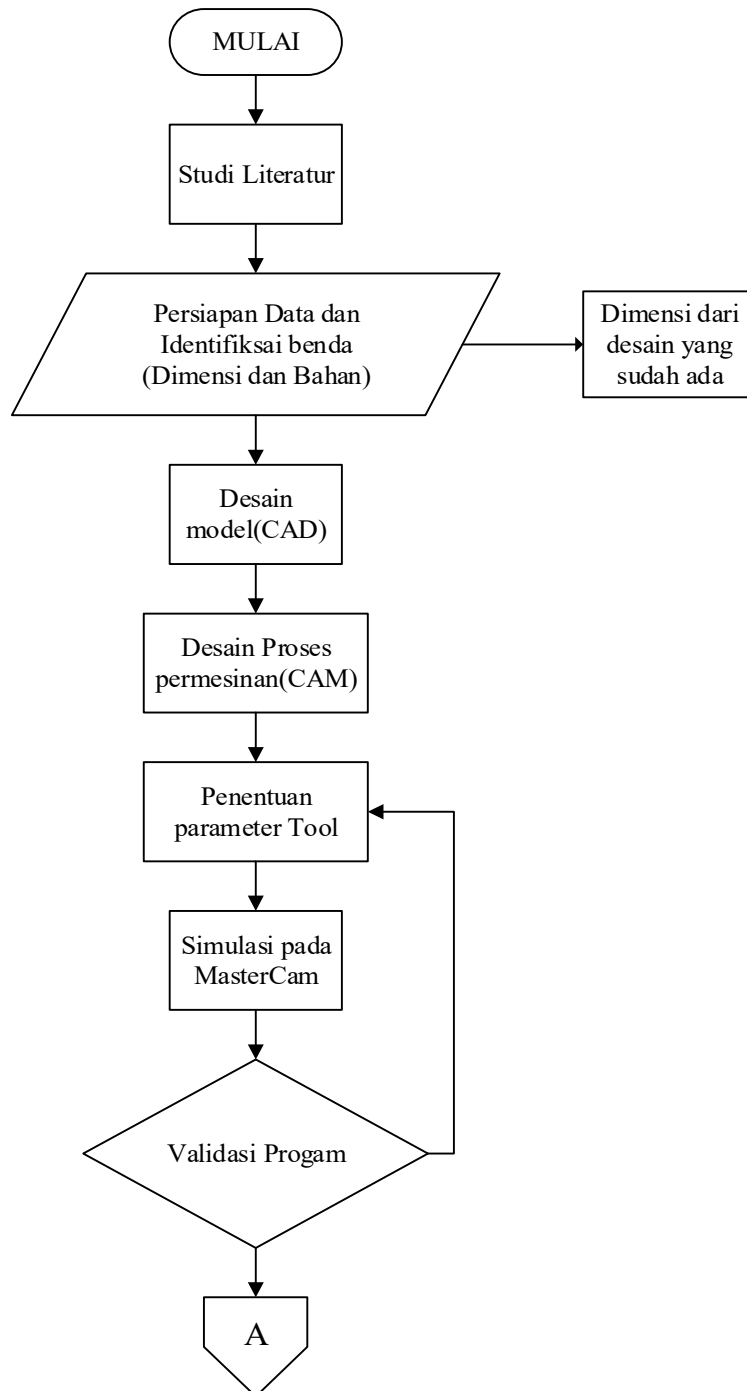 MULAI
Studi Literatur
Persiapan Data dan
Identifiksai benda
(Dimensi dan Bahan)
Dimensi dari
desain yang
sudah ada
Desain
model(CAD)
Desain Proses
permesinan(CAM)
Penentuan
parameter Tool
Simulasi pada
MasterCam
Validasi Progam
A